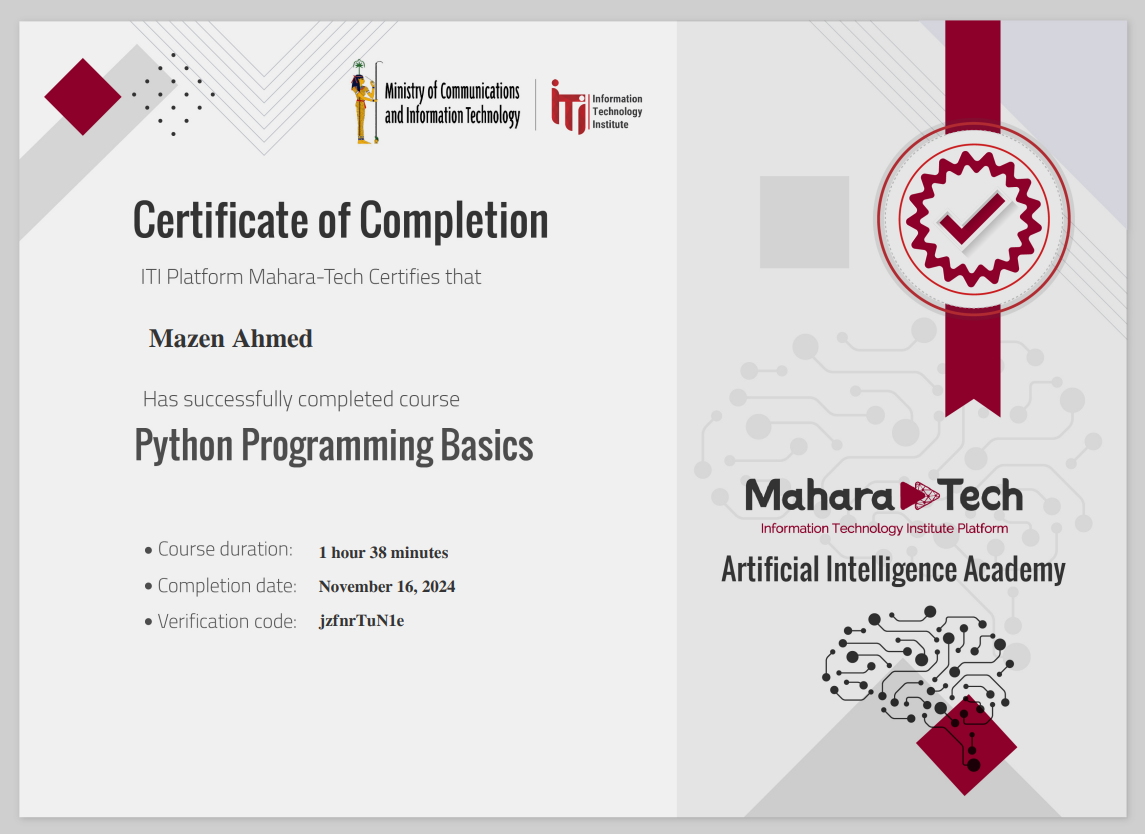 Ministry of Communications
and Information Technology
iTi
Information
Technology
Institute
Certificate of Completion
ITI Platform Mahara-Tech Certifies that
Mazen Ahmed
Has successfully completed course
Python Programming Basics
• Course duration: 1 hour 38 minutes
• Completion date: November 16, 2024
• Verification code: jzfnrTuN1e
Mahara Tech
Information Technology Institute Platform
Artificial Intelligence Academy